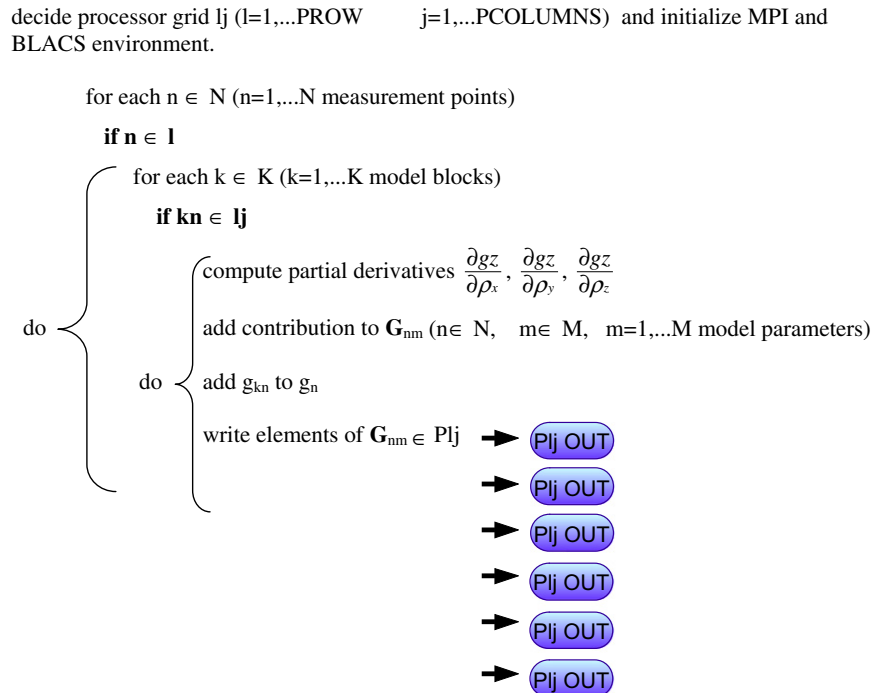 decide processor grid lj (l=1,...PROW j=1,...PCOLUMNS) and initialize MPI and
BLACS environment.
for each n ∈ N (n=1,...N measurement points)
if n ∈ l
for each k ∈ K (k=1,...K model blocks)
if kn ∈ lj
compute partial derivatives ∂gz/∂ρx , ∂gz/∂ρy , ∂gz/∂ρz
do
add contribution to Gnm (n∈ N, m∈ M, m=1,...M model parameters)
do
add gkn to gn
write elements of Gnm ∈ Plj
Plj OUT
Plj OUT
Plj OUT
Plj OUT
Plj OUT
Plj OUT